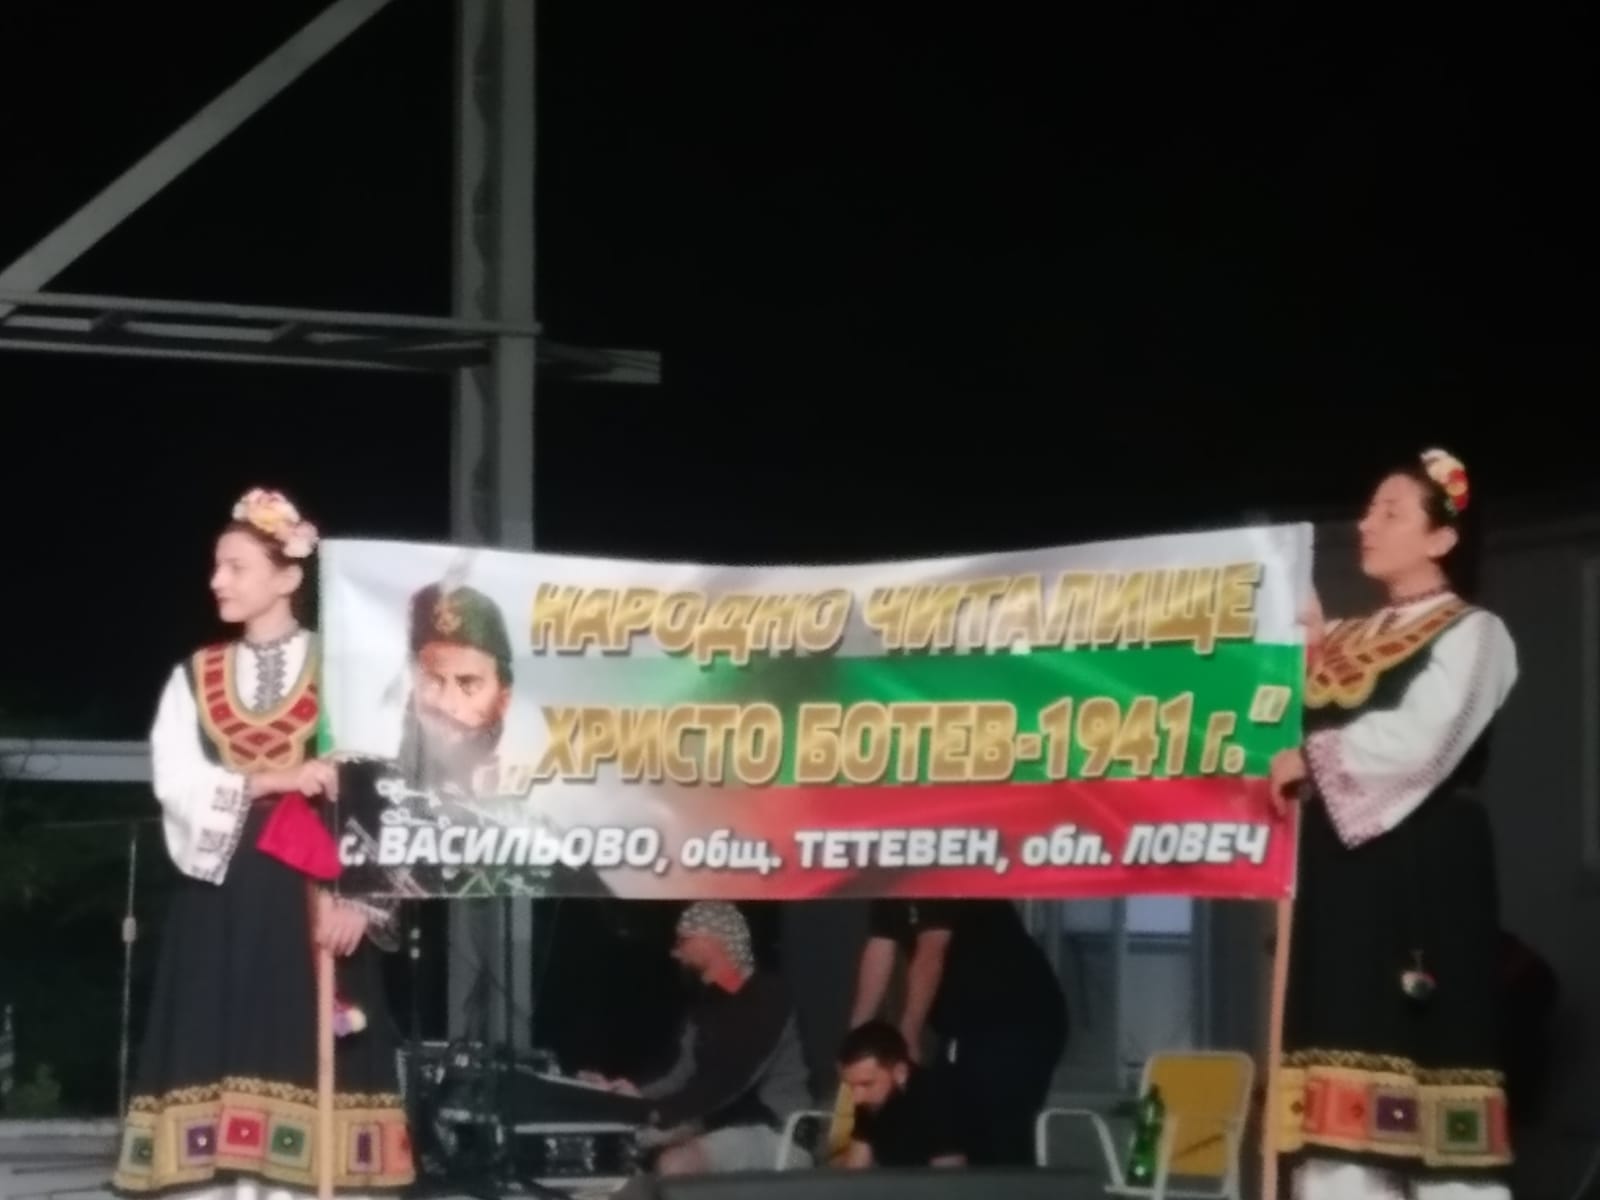 НАРОДНО ЧИТАЛИЩЕ
„ХРИСТО БОТЕВ-1941 г.“
с. ВАСИЛЬОВО, общ. ТЕТЕВЕН, обл. ЛОВЕЧ